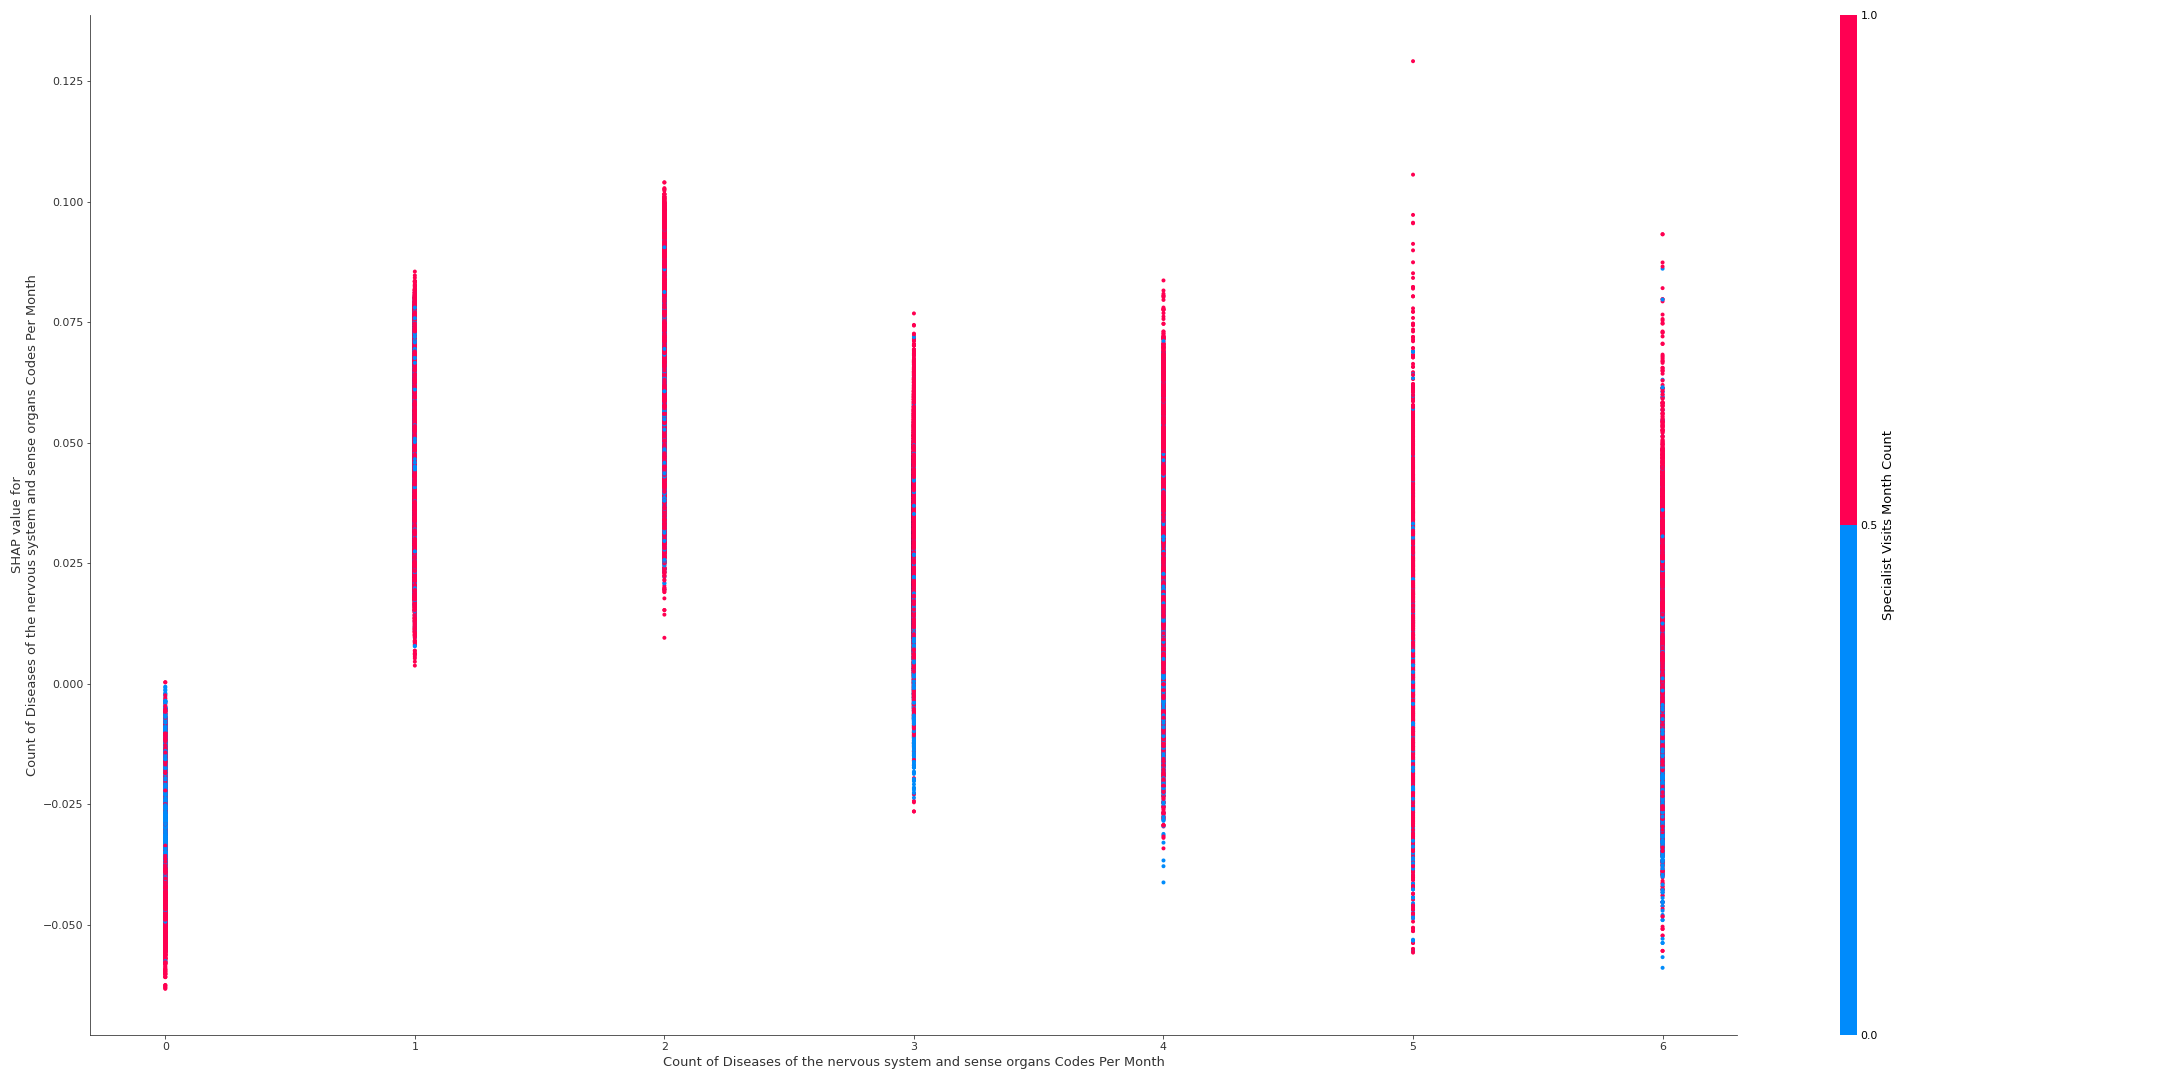 0.125
0.100
0.075
0.050
0.025
0.000
−0.025
−0.050
SHAP value for
Count of Diseases of the nervous system and sense organs Codes Per Month
0 1 2 3 4 5 6
Count of Diseases of the nervous system and sense organs Codes Per Month
1.0
0.5
0.0
Specialist Visits Month Count